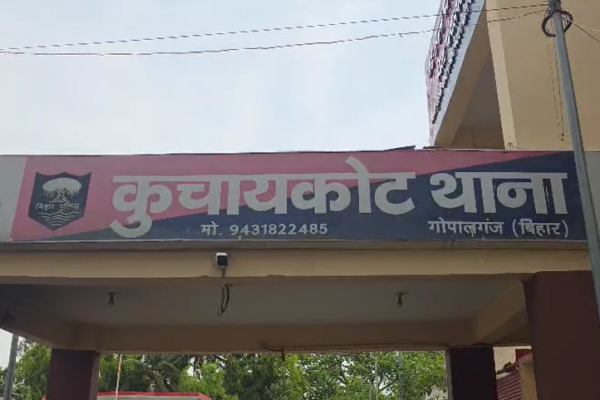 कुचायकोट थाना
बिहार पुलिस
मो. 9431822485
गोपालगंज (बिहार)